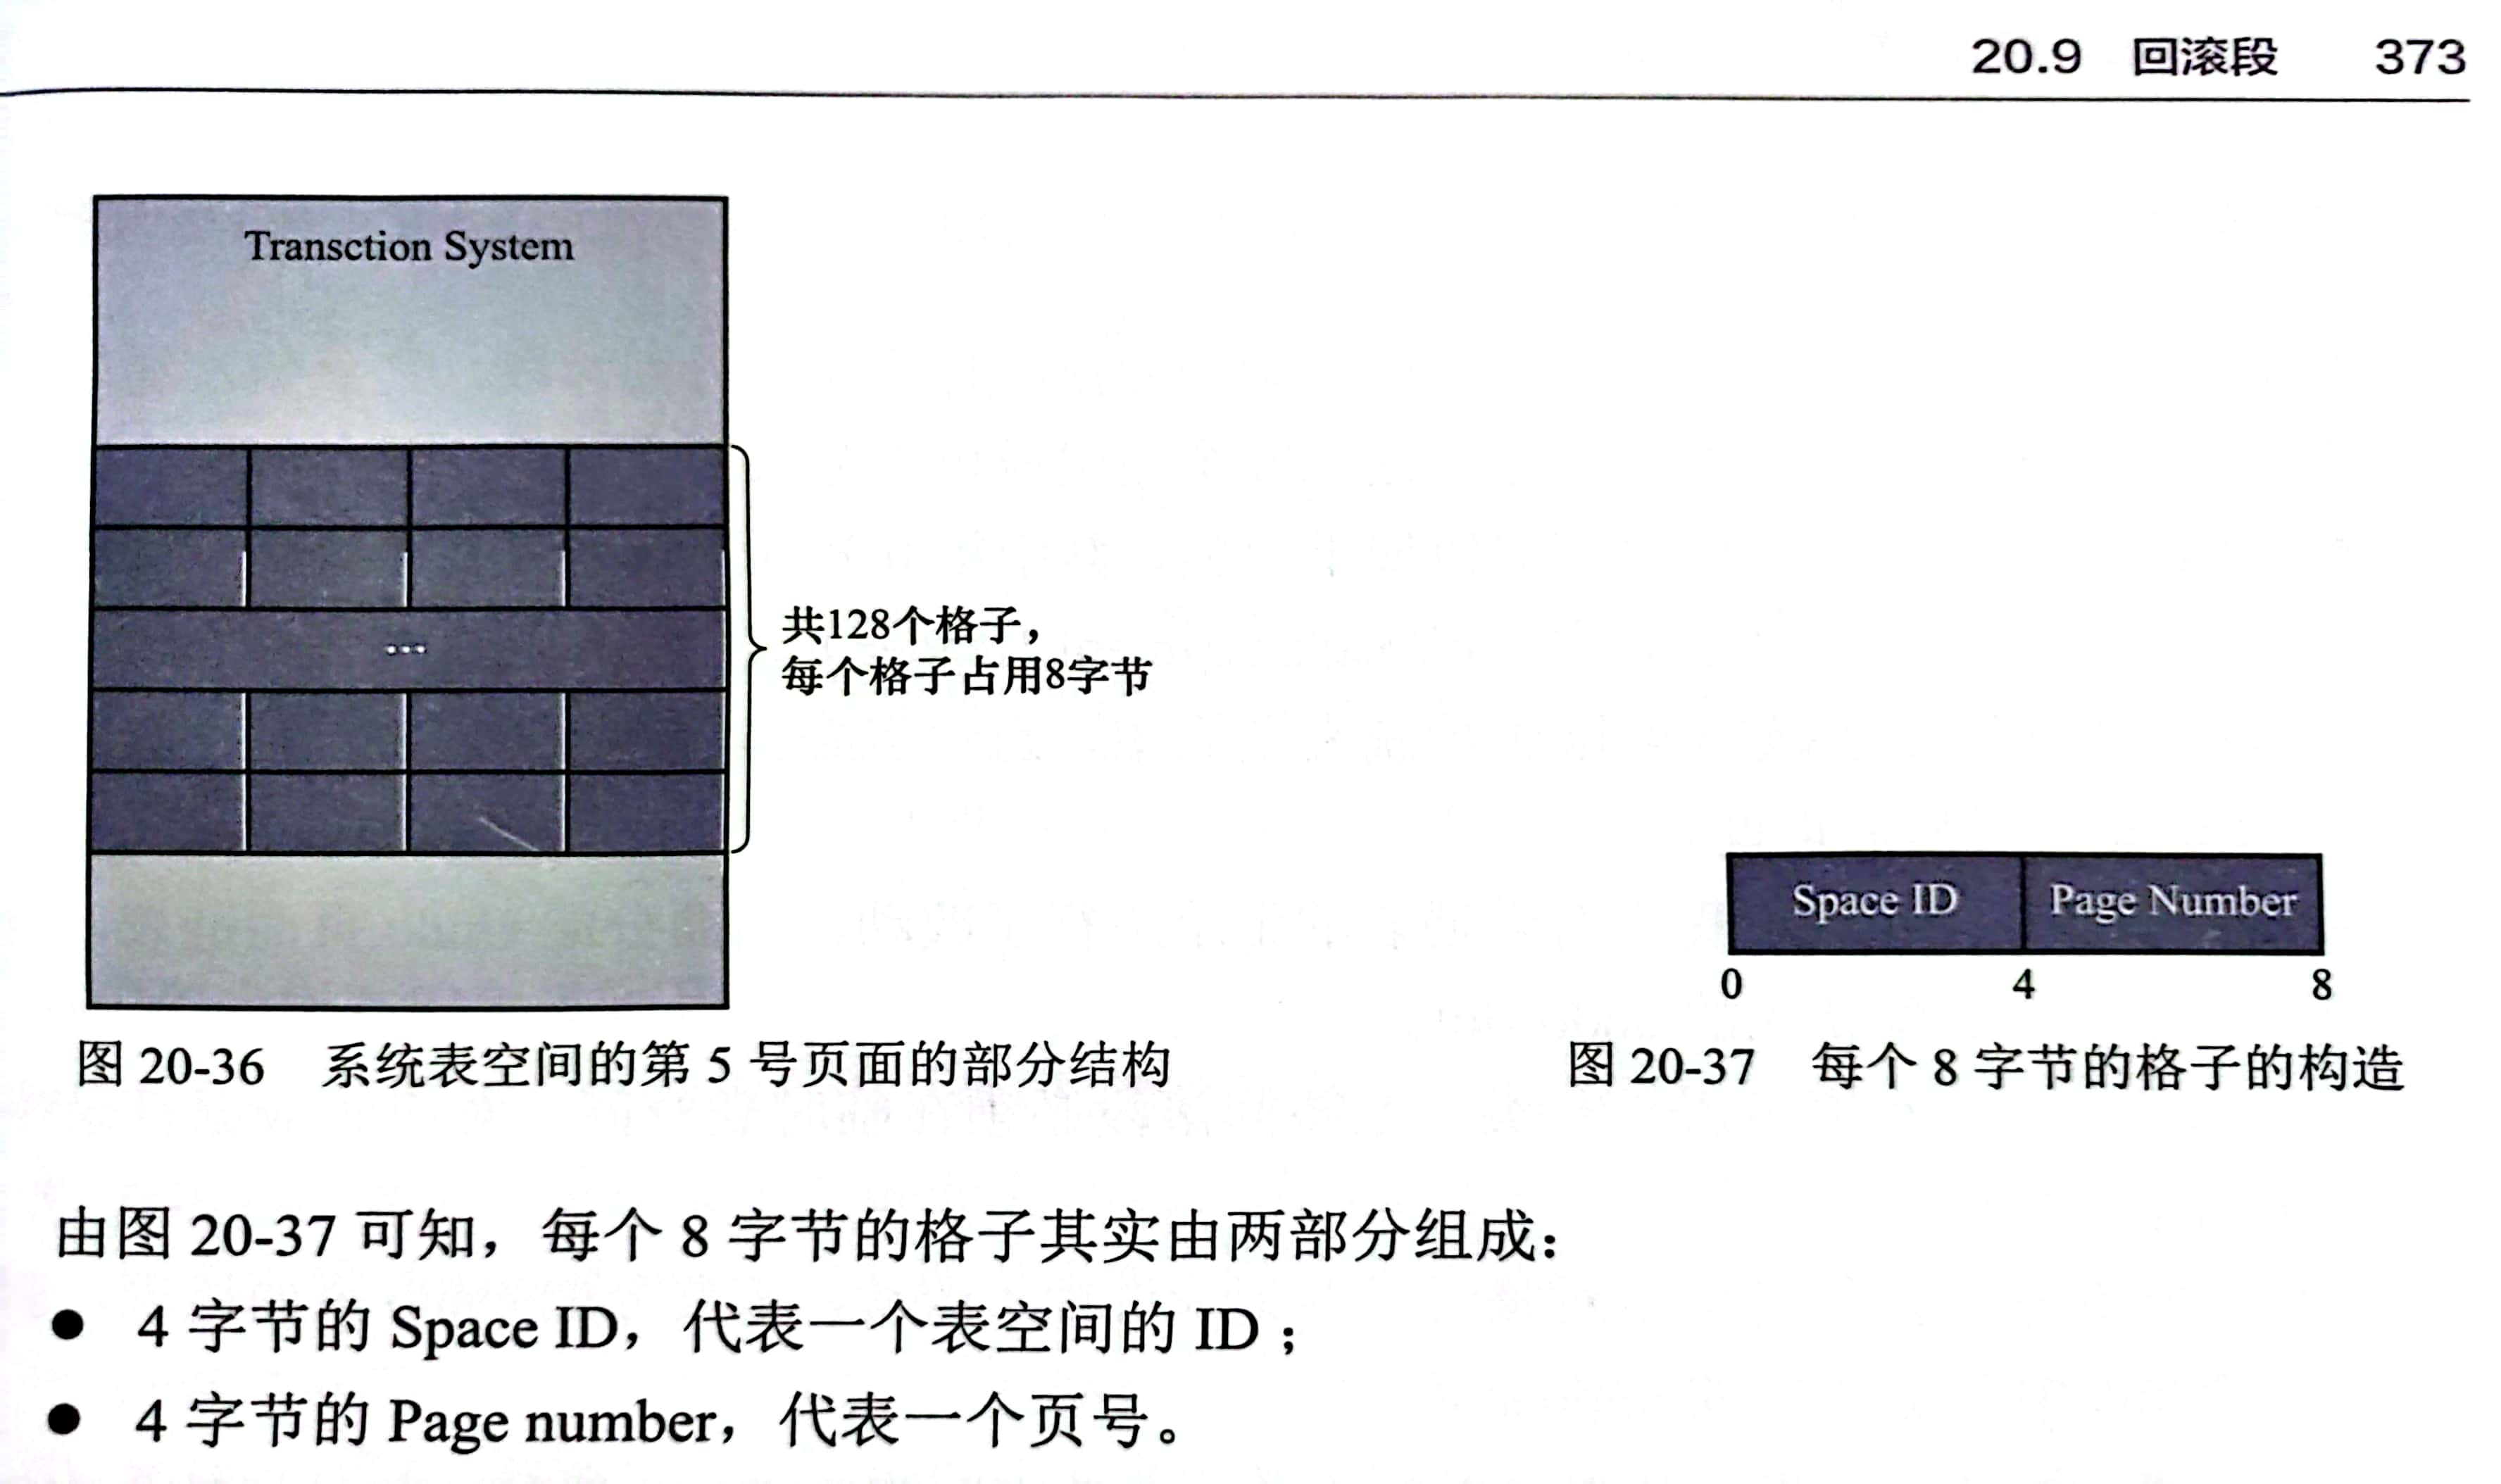 20.9 回滚段 373
Transction System
...
共128个格子，
每个格子占用8字节
Space ID Page Number
0 4 8
图 20-36 系统表空间的第 5 号页面的部分结构
图 20-37 每个 8 字节的格子的构造
由图 20-37 可知，每个 8 字节的格子其实由两部分组成：
● 4 字节的 Space ID，代表一个表空间的 ID；
● 4 字节的 Page number，代表一个页号。